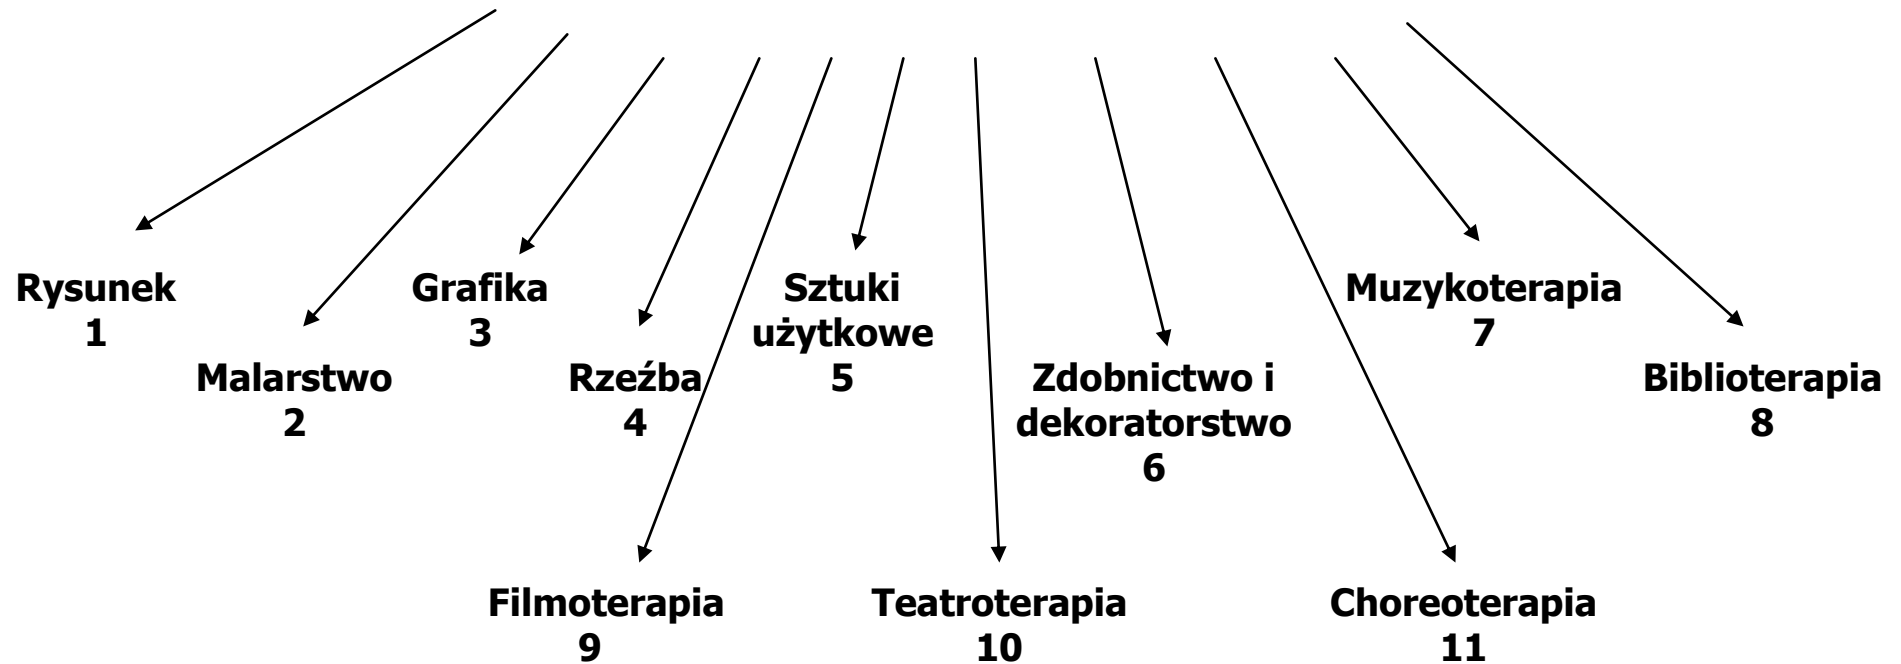 Rysunek
1
Malarstwo
2
Grafika
3
Rzeźba
4
Sztuki
użytkowe
5
Zdobnictwo i
dekoratorstwo
6
Muzykoterapia
7
Biblioterapia
8
Filmoterapia
9
Teatroterapia
10
Choreoterapia
11